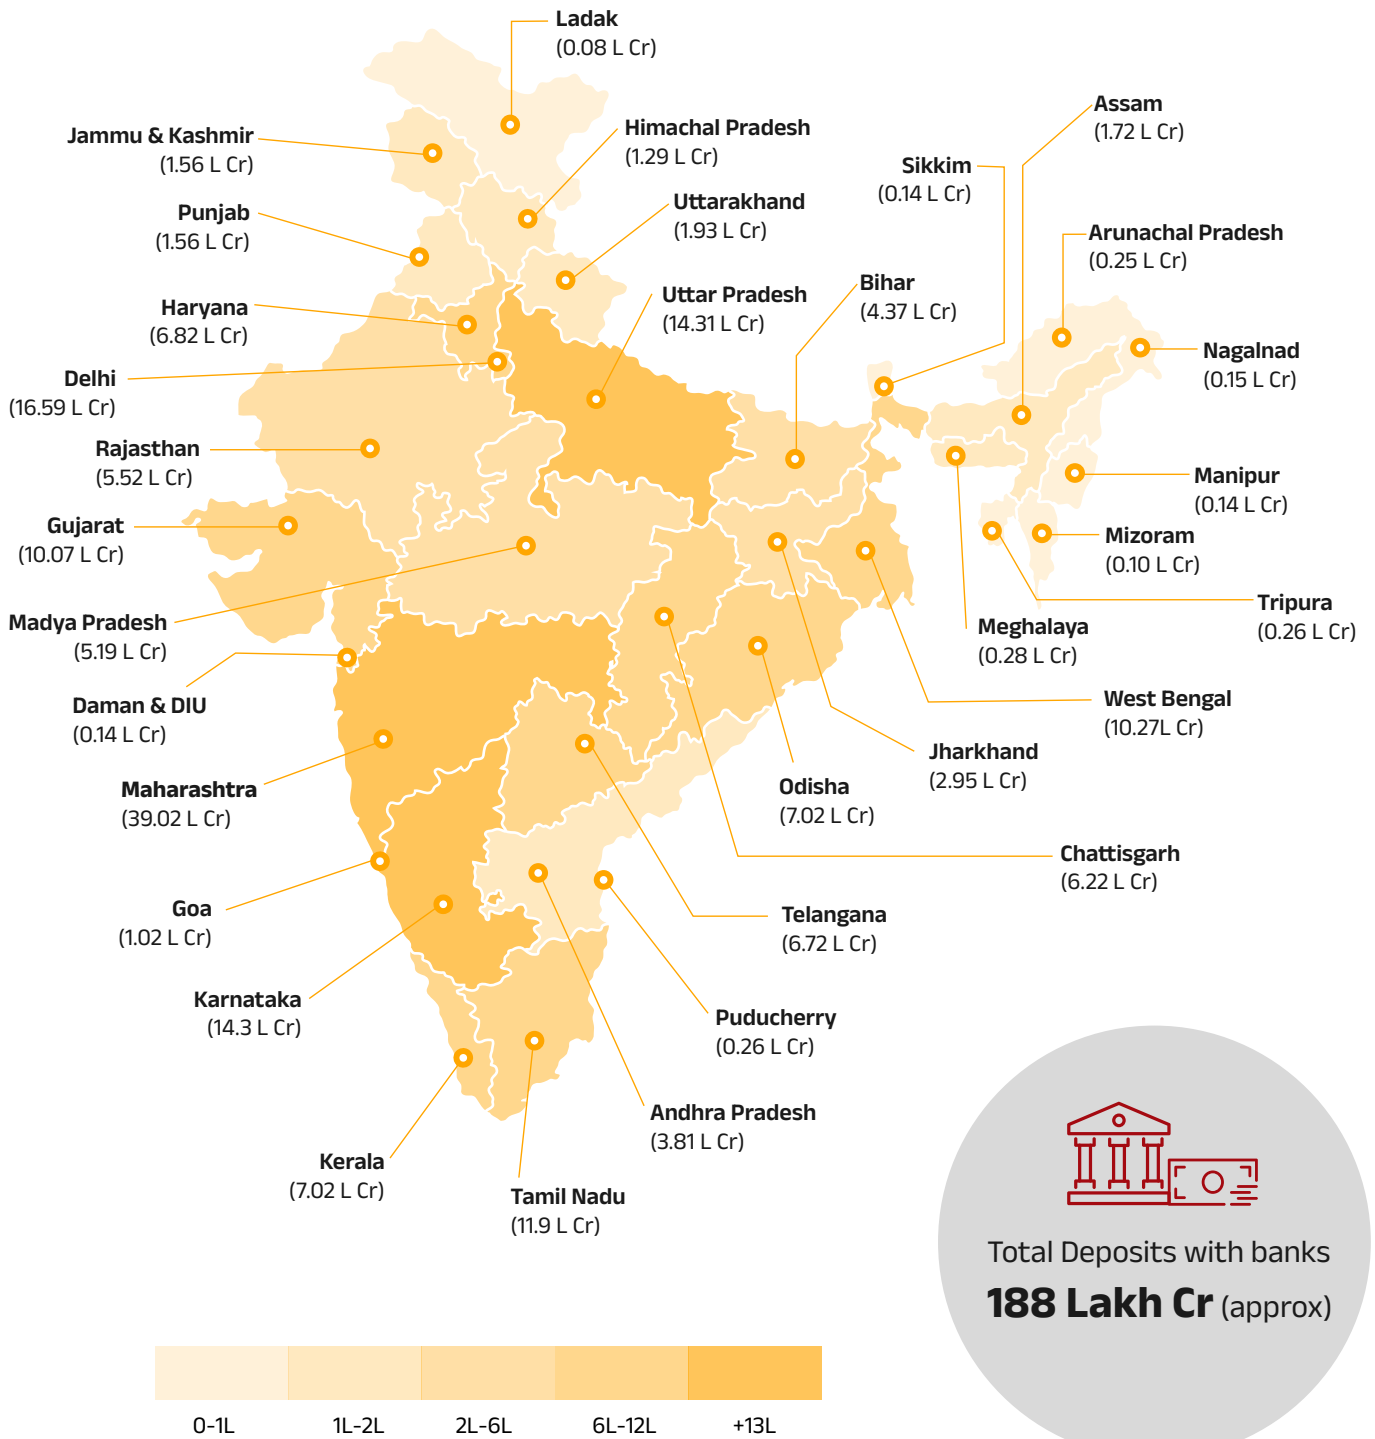 Ladak
(0.08 L Cr)
Jammu & Kashmir
(1.56 L Cr)
Himachal Pradesh
(1.29 L Cr)
Assam
(1.72 L Cr)
Sikkim
(0.14 L Cr)
Punjab
(1.56 L Cr)
Uttarakhand
(1.93 L Cr)
Arunachal Pradesh
(0.25 L Cr)
Haryana
(6.82 L Cr)
Uttar Pradesh
(14.31 L Cr)
Bihar
(4.37 L Cr)
Nagalnad
(0.15 L Cr)
Delhi
(16.59 L Cr)
Rajasthan
(5.52 L Cr)
Manipur
(0.14 L Cr)
Gujarat
(10.07 L Cr)
Mizoram
(0.10 L Cr)
Tripura
(0.26 L Cr)
Madya Pradesh
(5.19 L Cr)
Meghalaya
(0.28 L Cr)
Daman & DIU
(0.14 L Cr)
West Bengal
(10.27L Cr)
Jharkhand
(2.95 L Cr)
Maharashtra
(39.02 L Cr)
Odisha
(7.02 L Cr)
Chattisgarh
(6.22 L Cr)
Goa
(1.02 L Cr)
Telangana
(6.72 L Cr)
Karnataka
(14.3 L Cr)
Puducherry
(0.26 L Cr)
Andhra Pradesh
(3.81 L Cr)
Kerala
(7.02 L Cr)
Tamil Nadu
(11.9 L Cr)
Total Deposits with banks
188 Lakh Cr (approx)
0-1L
1L-2L
2L-6L
6L-12L
+13L